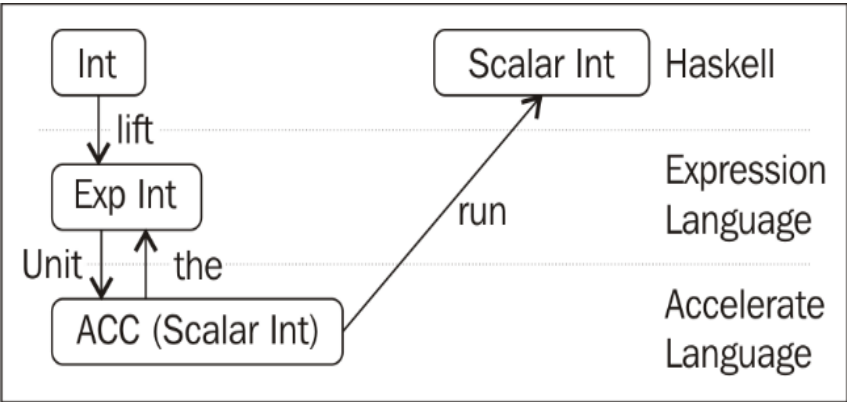 Int
Scalar Int
Haskell
lift
Exp Int
Expression
Language
run
Unit
the
ACC (Scalar Int)
Accelerate
Language